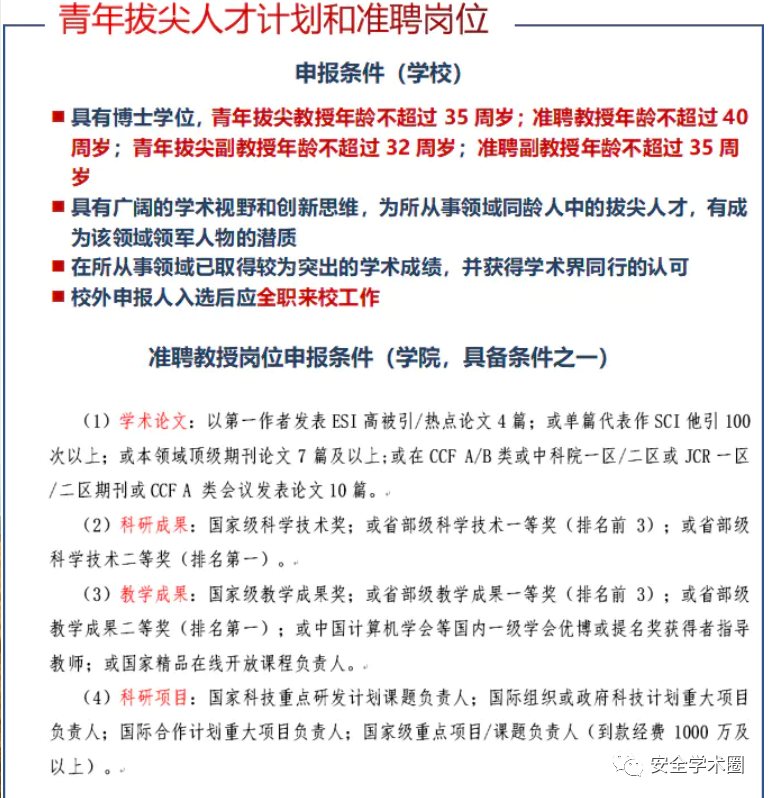 青年拔尖人才计划和准聘岗位
申报条件（学校）
■ 具有博士学位，青年拔尖教授年龄不超过 35 周岁；准聘教授年龄不超过 40
周岁；青年拔尖副教授年龄不超过 32 周岁；准聘副教授年龄不超过 35 周
岁
■ 具有广阔的学术视野和创新思维，为所从事领域同龄人中的拔尖人才，有成
为该领域领军人物的潜质
■ 在所从事领域已取得较为突出的学术成绩，并获得学术界同行的认可
■ 校外申报人入选后应全职来校工作
准聘教授岗位申报条件（学院，具备条件之一）
（1）学术论文：以第一作者发表 ESI 高被引/热点论文 4 篇；或单篇代表作 SCI 他引 100
次以上；或本领域顶级期刊论文 7 篇及以上;或在 CCF A/B 类或中科院一区/二区或 JCR 一区
/二区期刊或 CCF A 类会议发表论文 10 篇。
（2）科研成果：国家级科学技术奖；或省部级科学技术一等奖（排名前 3）；或省部级
科学技术二等奖（排名第一）。
（3）教学成果：国家级教学成果奖；或省部级教学成果一等奖（排名前 3）；或省部级
教学成果二等奖（排名第一）；或中国计算机学会等国内一级学会优博或提名奖获得者指导
教师；或国家精品在线开放课程负责人。
（4）科研项目：国家科技重点研发计划课题负责人；国际组织或政府科技计划重大项目
负责人；国际合作计划重大项目负责人；国家级重点项目/课题负责人（到款经费 1000 万及
以上）。
安全学术圈